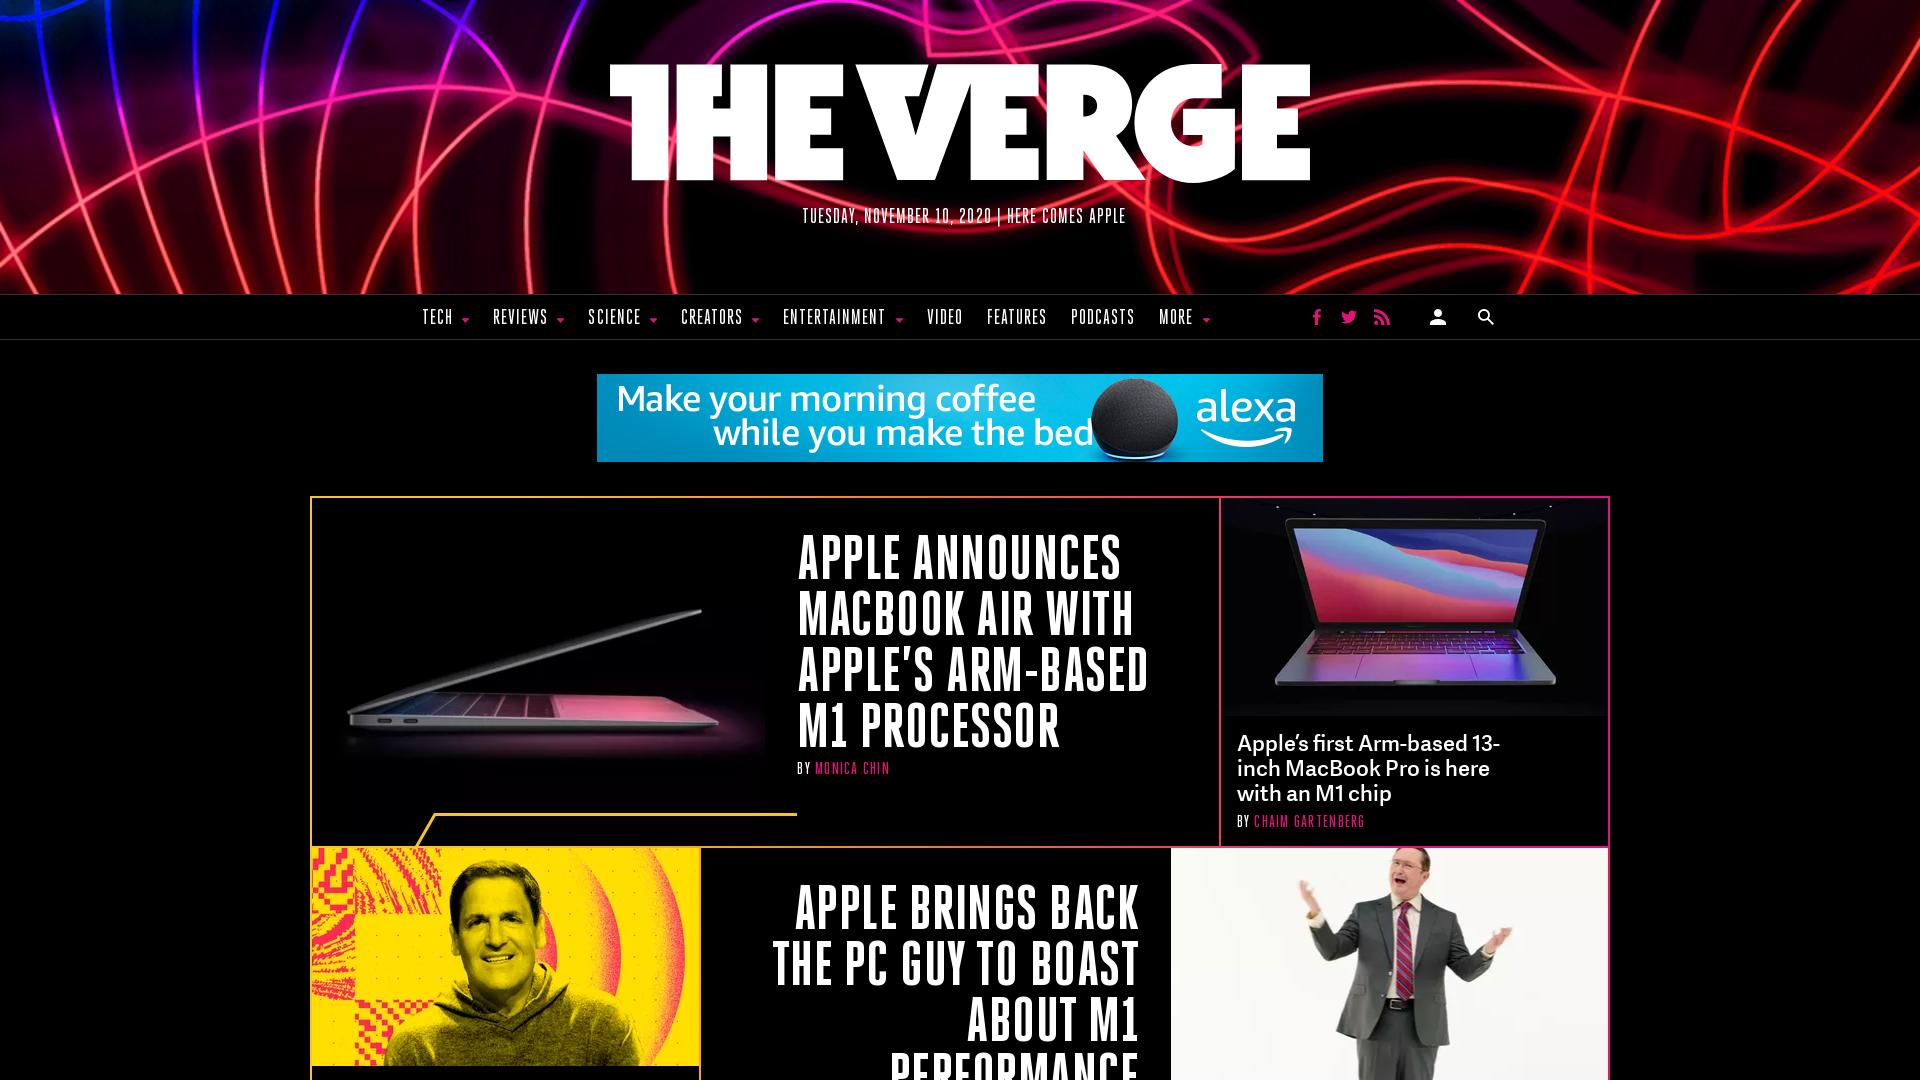 THE VERGE
TUESDAY, NOVEMBER 10, 2020 | HERE COMES APPLE
TECH REVIEWS SCIENCE CREATORS ENTERTAINMENT VIDEO FEATURES PODCASTS MORE
Make your morning coffee
while you make the bed
alexa
APPLE ANNOUNCES
MACBOOK AIR WITH
APPLE’S ARM-BASED
M1 PROCESSOR
BY MONICA CHIN
Apple’s first Arm-based 13-
inch MacBook Pro is here
with an M1 chip
BY CHAIM GARTENBERG
APPLE BRINGS BACK
THE PC GUY TO BOAST
ABOUT M1
PERFORMANCE